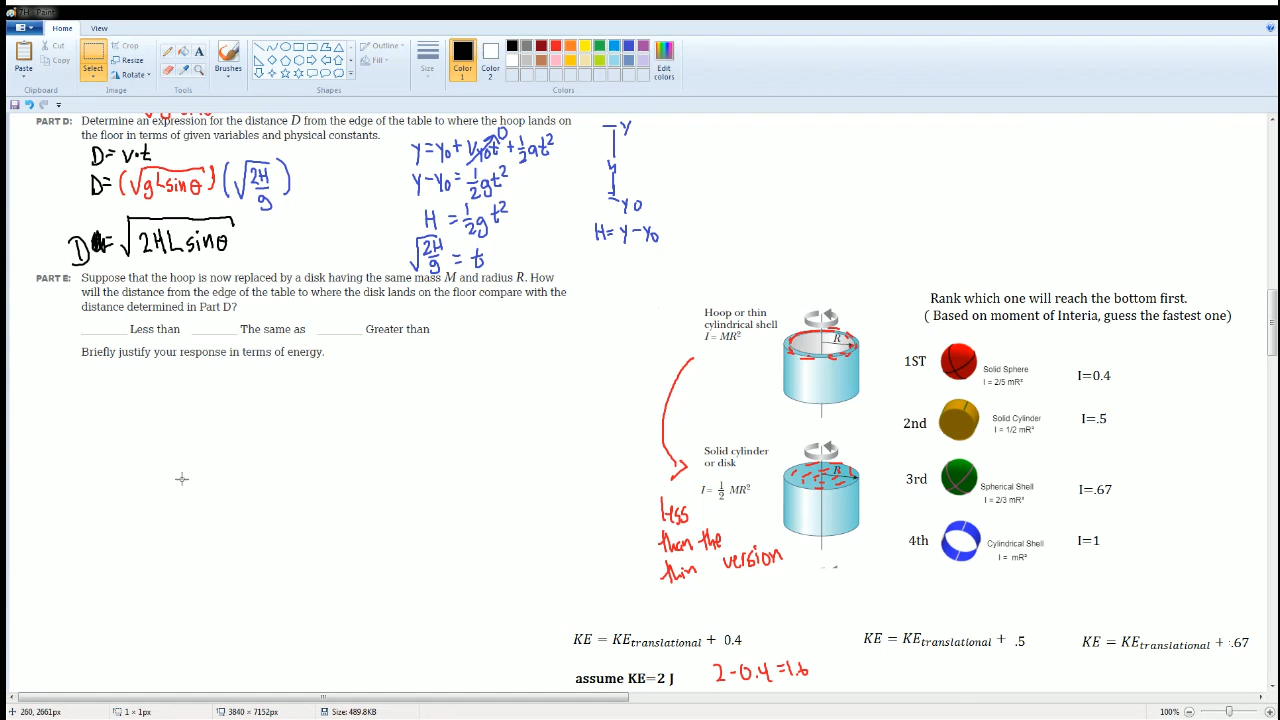 7H - Paint
Home View
Paste
Cut
Copy
Clipboard
Select
Crop
Resize
Rotate
Image
Tools
Brushes
Shapes
Outline
Fill
Size
Color 1
Color 2
Edit colors
Colors
PART D: Determine an expression for the distance D from the edge of the table to where the hoop lands on
the floor in terms of given variables and physical constants.
D = v·t
D = (√gLsinθ) (√2H/g)
D = √2HLsinθ
y = y₀ + v_y₀t + ½at² 0
y - y₀ = ½gt²
H = ½gt²
√2H/g = t
y
H
y0
H = y - y₀
PART E: Suppose that the hoop is now replaced by a disk having the same mass M and radius R. How
will the distance from the edge of the table to where the disk lands on the floor compare with the
distance determined in Part D?
______ Less than ______ The same as ______ Greater than
Briefly justify your response in terms of energy.
Hoop or thin
cylindrical shell
I = MR²
R
Solid cylinder
or disk
I = 1/2 MR²
R
less
than the
thin version
Rank which one will reach the bottom first.
( Based on moment of Interia, guess the fastest one)
1ST Solid Sphere I=0.4
I = 2/5 mR²
2nd Solid Cylinder I=.5
I = 1/2 mR²
3rd Spherical Shell I=.67
I = 2/3 mR²
4th Cylindrical Shell I=1
I = mR²
KE = KEtranslational + 0.4
KE = KEtranslational + .5
KE = KEtranslational + .67
assume KE=2 J
2 - 0.4 = 1.6
260, 2661px
1 × 1px
3840 × 7152px
Size: 489.8KB
100%